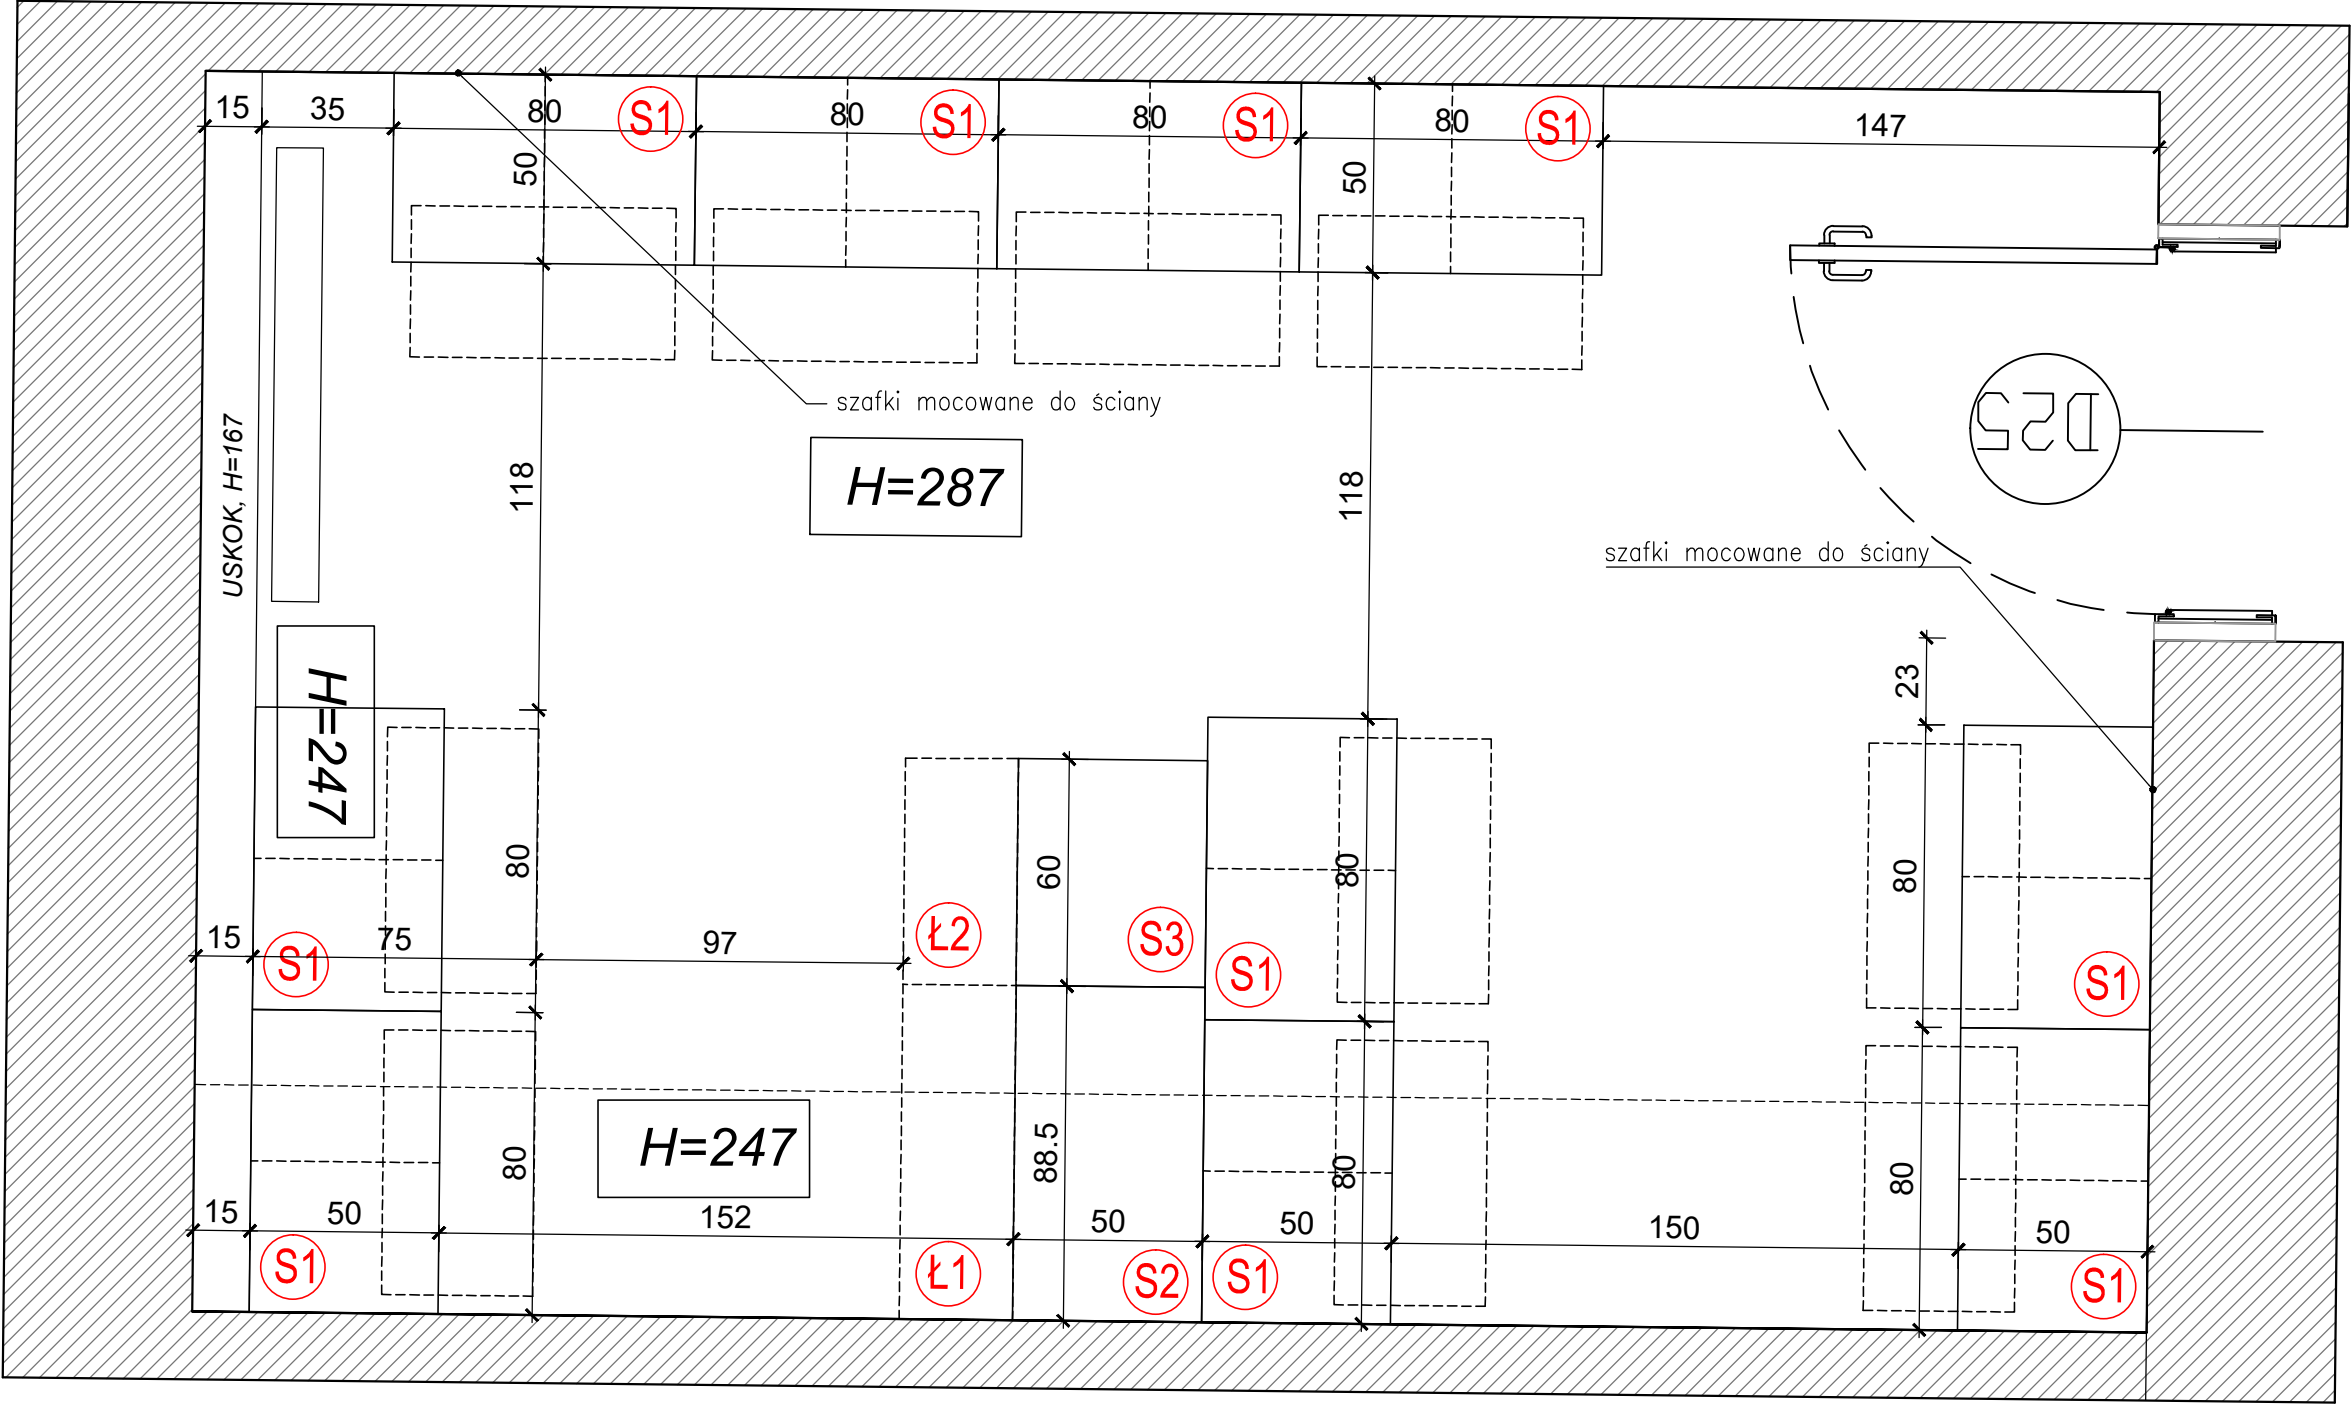 15 35 80 S1 80 S1 80 S1 80 S1 147
50 50
szafki mocowane do ściany
USKOK, H=167
118
H=287
118
D25
szafki mocowane do ściany
H=247
23
80 60 80 80
15 S1 75 97 Ł2 S3 S1 S1
80 H=247 88.5 80 80
15 50 152 50 50 150 50
S1 Ł1 S2 S1 S1